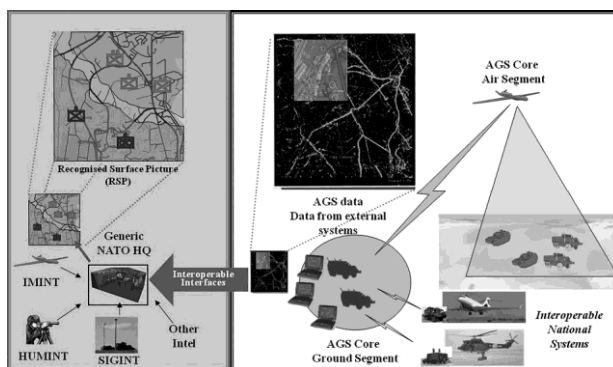 Recognised Surface Picture
(RSP)
Generic
NATO HQ
IMINT
HUMINT
SIGINT
Other
Intel
Interoperable
Interfaces
AGS data
Data from external
systems
AGS Core
Ground Segment
AGS Core
Air Segment
Interoperable
National
Systems